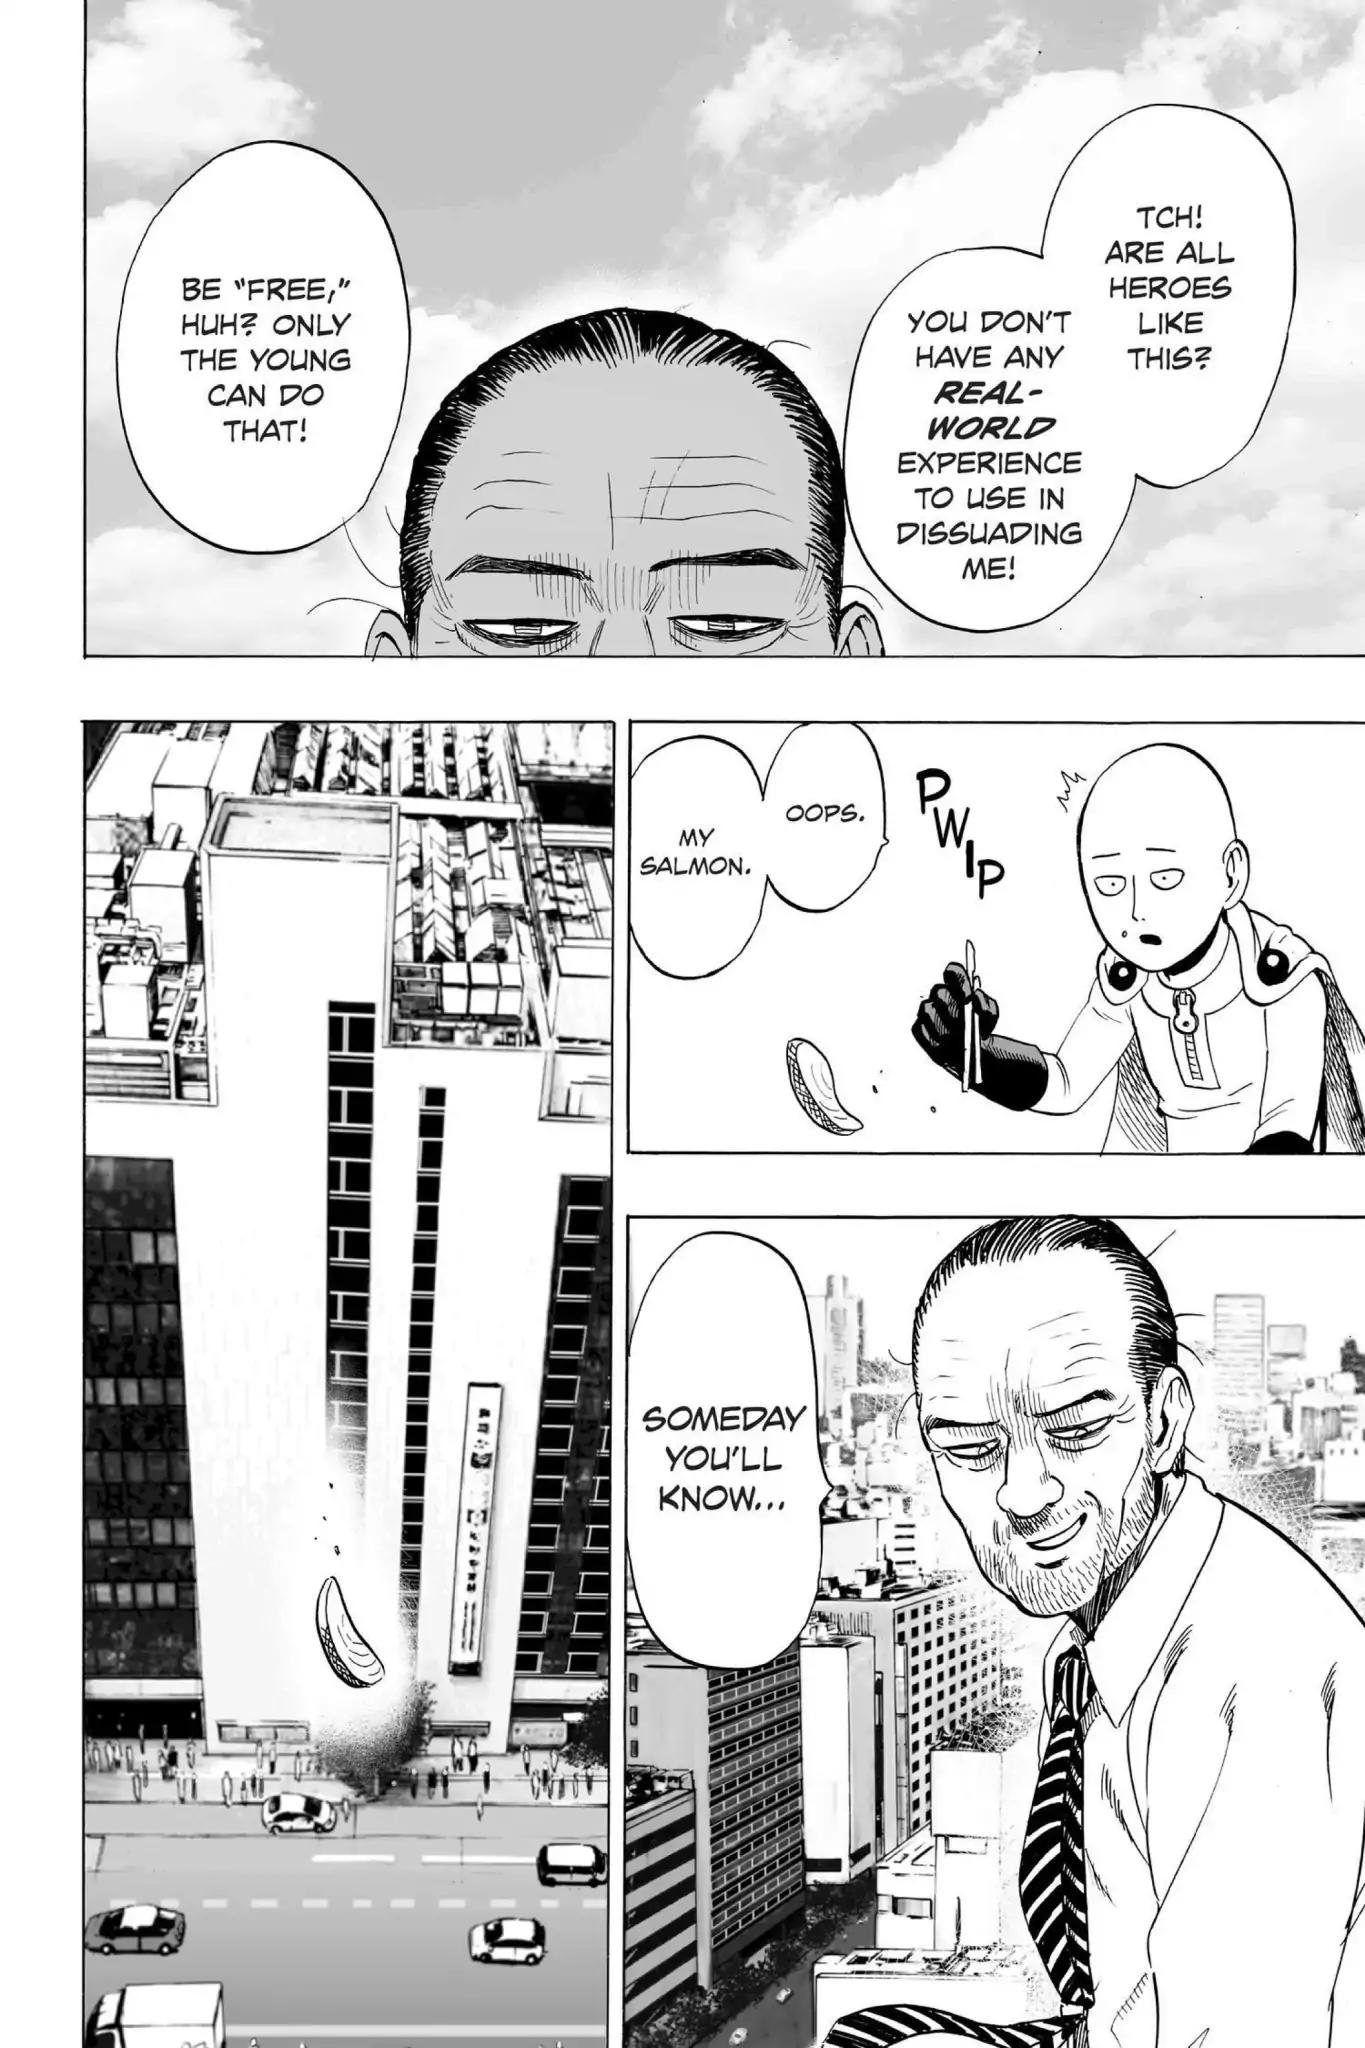 TCH!
ARE ALL
HEROES
LIKE
THIS?
YOU DON'T
HAVE ANY
REAL-
WORLD
EXPERIENCE
TO USE IN
DISSUADING
ME!
BE "FREE,"
HUH? ONLY
THE YOUNG
CAN DO
THAT!
PWIP
OOPS.
MY
SALMON.
SOMEDAY
YOU'LL
KNOW...